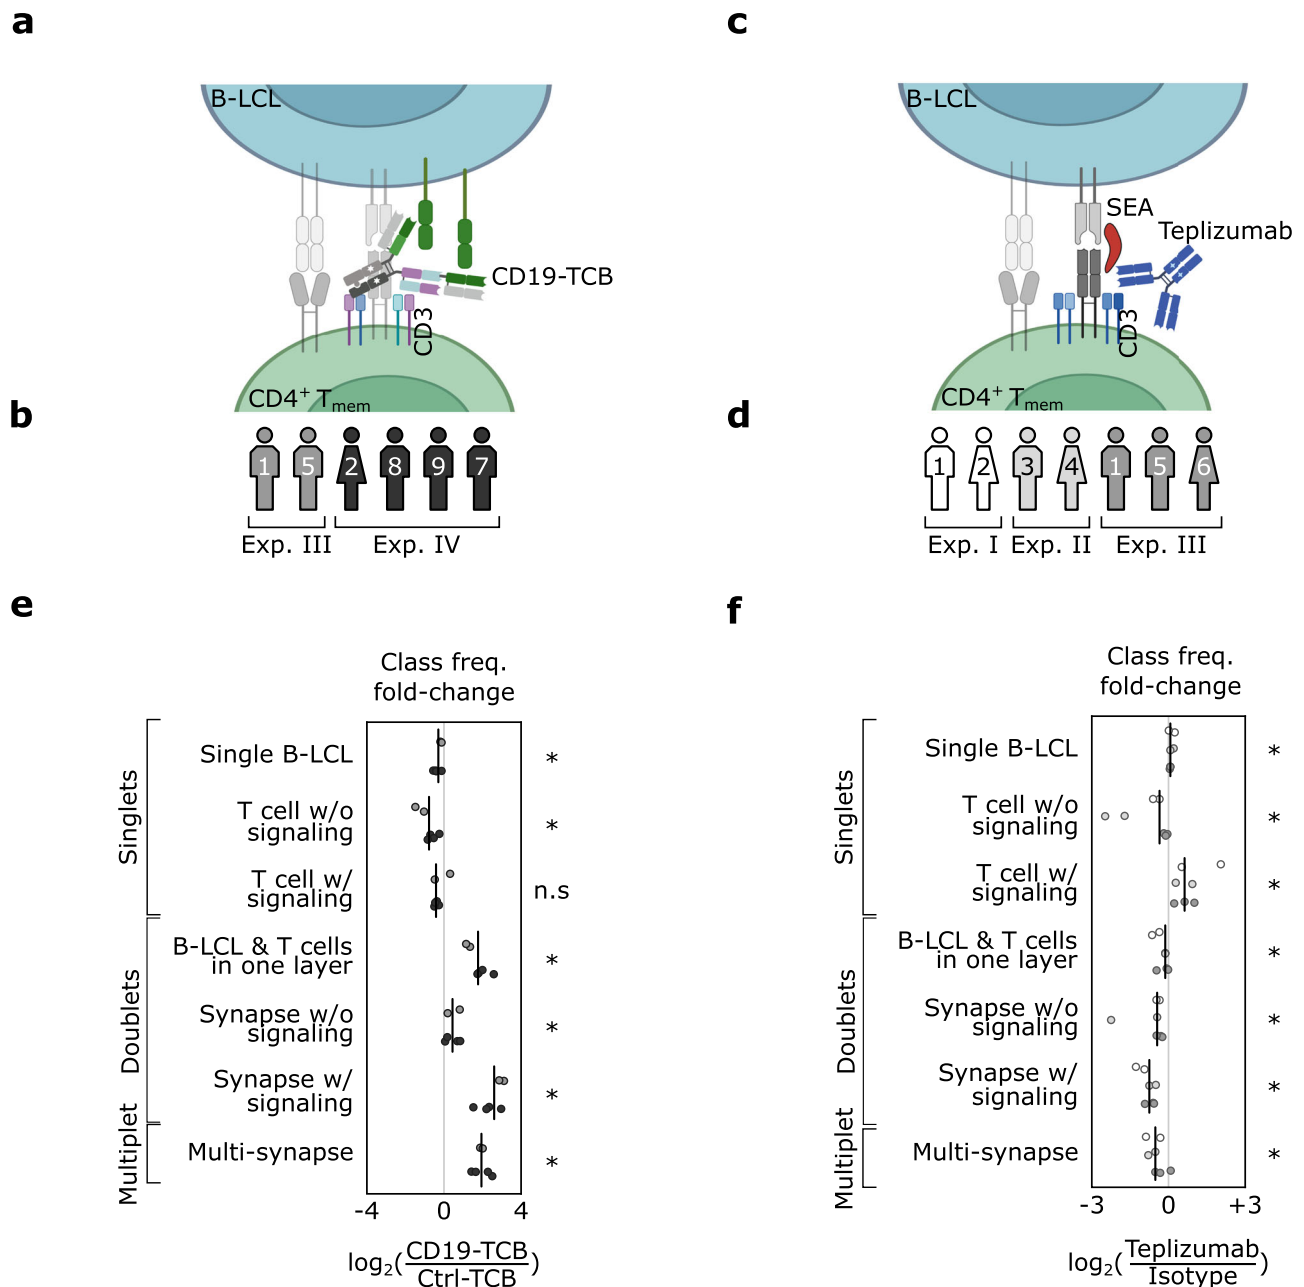 a
B-LCL
CD19-TCB
CD3
CD4+ Tmem
b
1 5 2 8 9 7
Exp. III Exp. IV
c
B-LCL
SEA
Teplizumab
CD3
CD4+ Tmem
d
1 2 3 4 1 5 6
Exp. I Exp. II Exp. III
e
Class freq.
fold-change
Singlets
Single B-LCL
*
T cell w/o
signaling
*
T cell w/
signaling
n.s
Doublets
B-LCL & T cells
in one layer
*
Synapse w/o
signaling
*
Synapse w/
signaling
*
Multiplet
Multi-synapse
*
-4 0 4
log2(CD19-TCB
Ctrl-TCB)
f
Class freq.
fold-change
Singlets
Single B-LCL
*
T cell w/o
signaling
*
T cell w/
signaling
*
Doublets
B-LCL & T cells
in one layer
*
Synapse w/o
signaling
*
Synapse w/
signaling
*
Multiplet
Multi-synapse
*
-3 0 +3
log2(Teplizumab
Isotype)